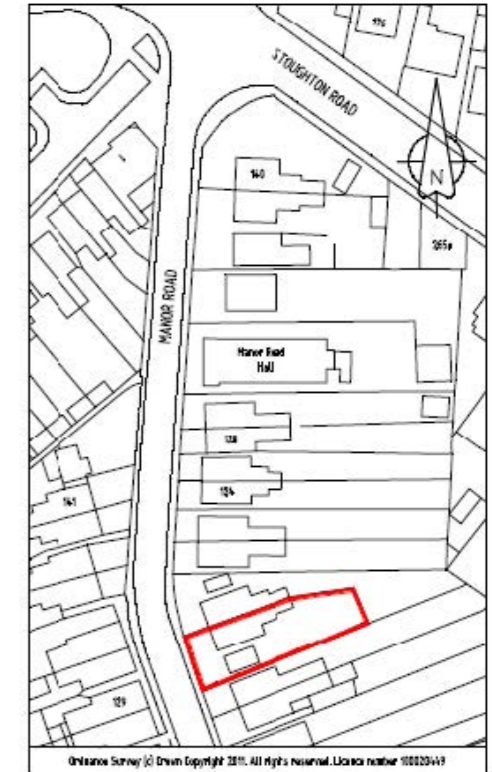 STOUGHTON ROAD
N
140
MANOR ROAD
Manor Road
Hall
138
134
141
129
Ordnance Survey (c) Crown Copyright 2011. All rights reserved. Licence number 100020449